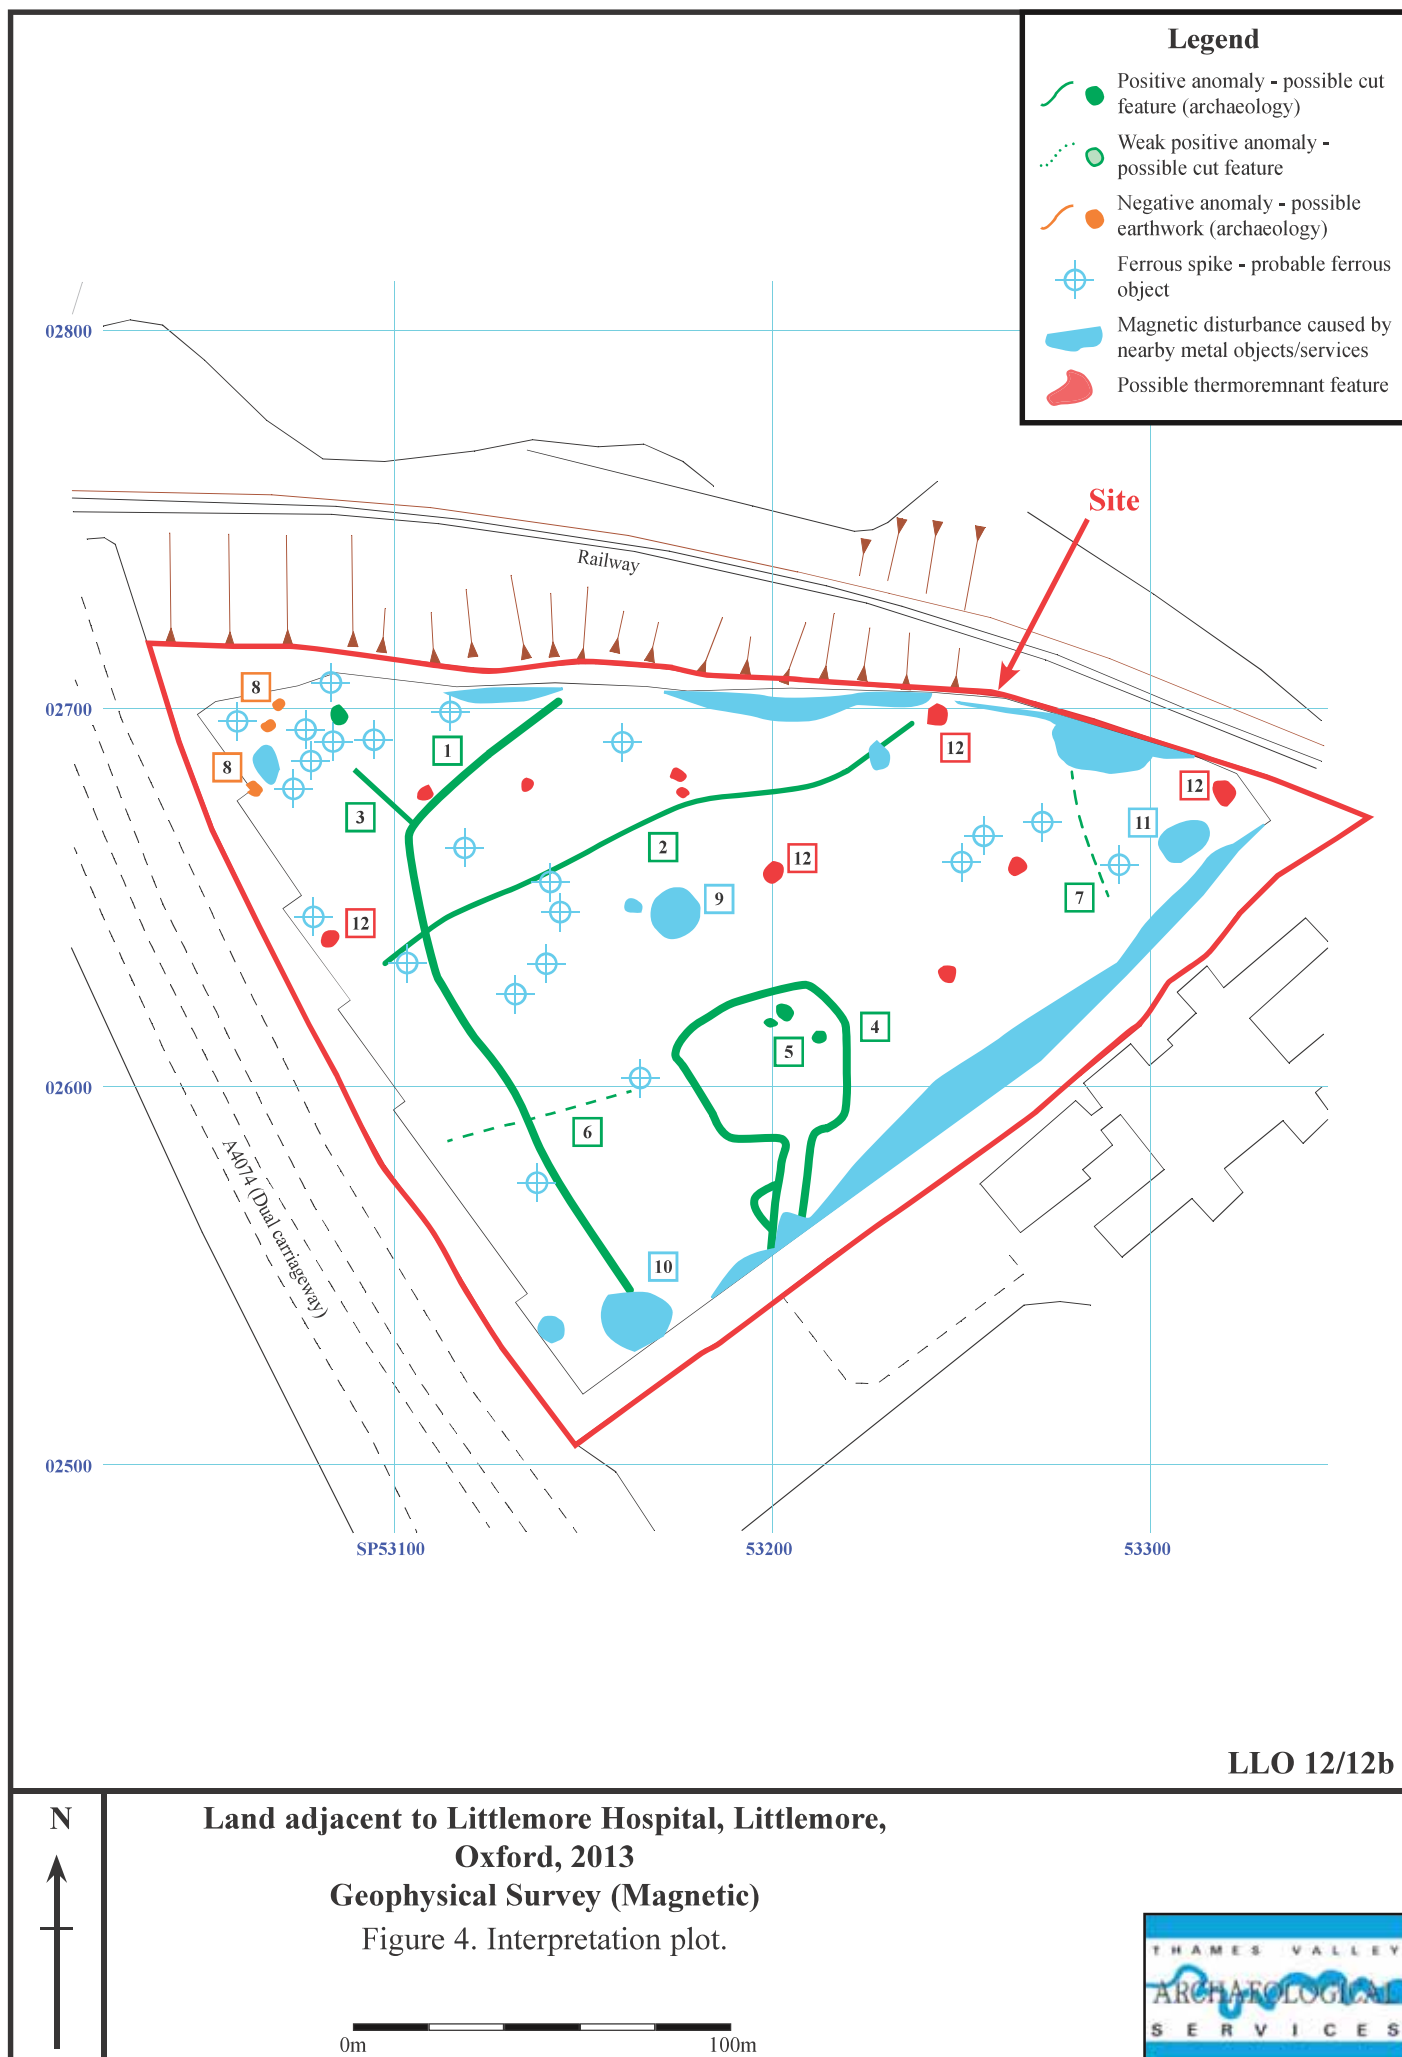 Legend
Positive anomaly - possible cut
feature (archaeology)
Weak positive anomaly -
possible cut feature
Negative anomaly - possible
earthwork (archaeology)
Ferrous spike - probable ferrous
object
Magnetic disturbance caused by
nearby metal objects/services
Possible thermoremnant feature
02800
Site
Railway
8
02700
1
12
8
12
3
11
2
12
9
7
12
4
5
02600
6
A4074 (Dual carriageway)
10
02500
SP53100
53200
53300
LLO 12/12b
N
Land adjacent to Littlemore Hospital, Littlemore,
Oxford, 2013
Geophysical Survey (Magnetic)
Figure 4. Interpretation plot.
0m
100m
THAMES VALLEY
ARCHAEOLOGICAL
SERVICES